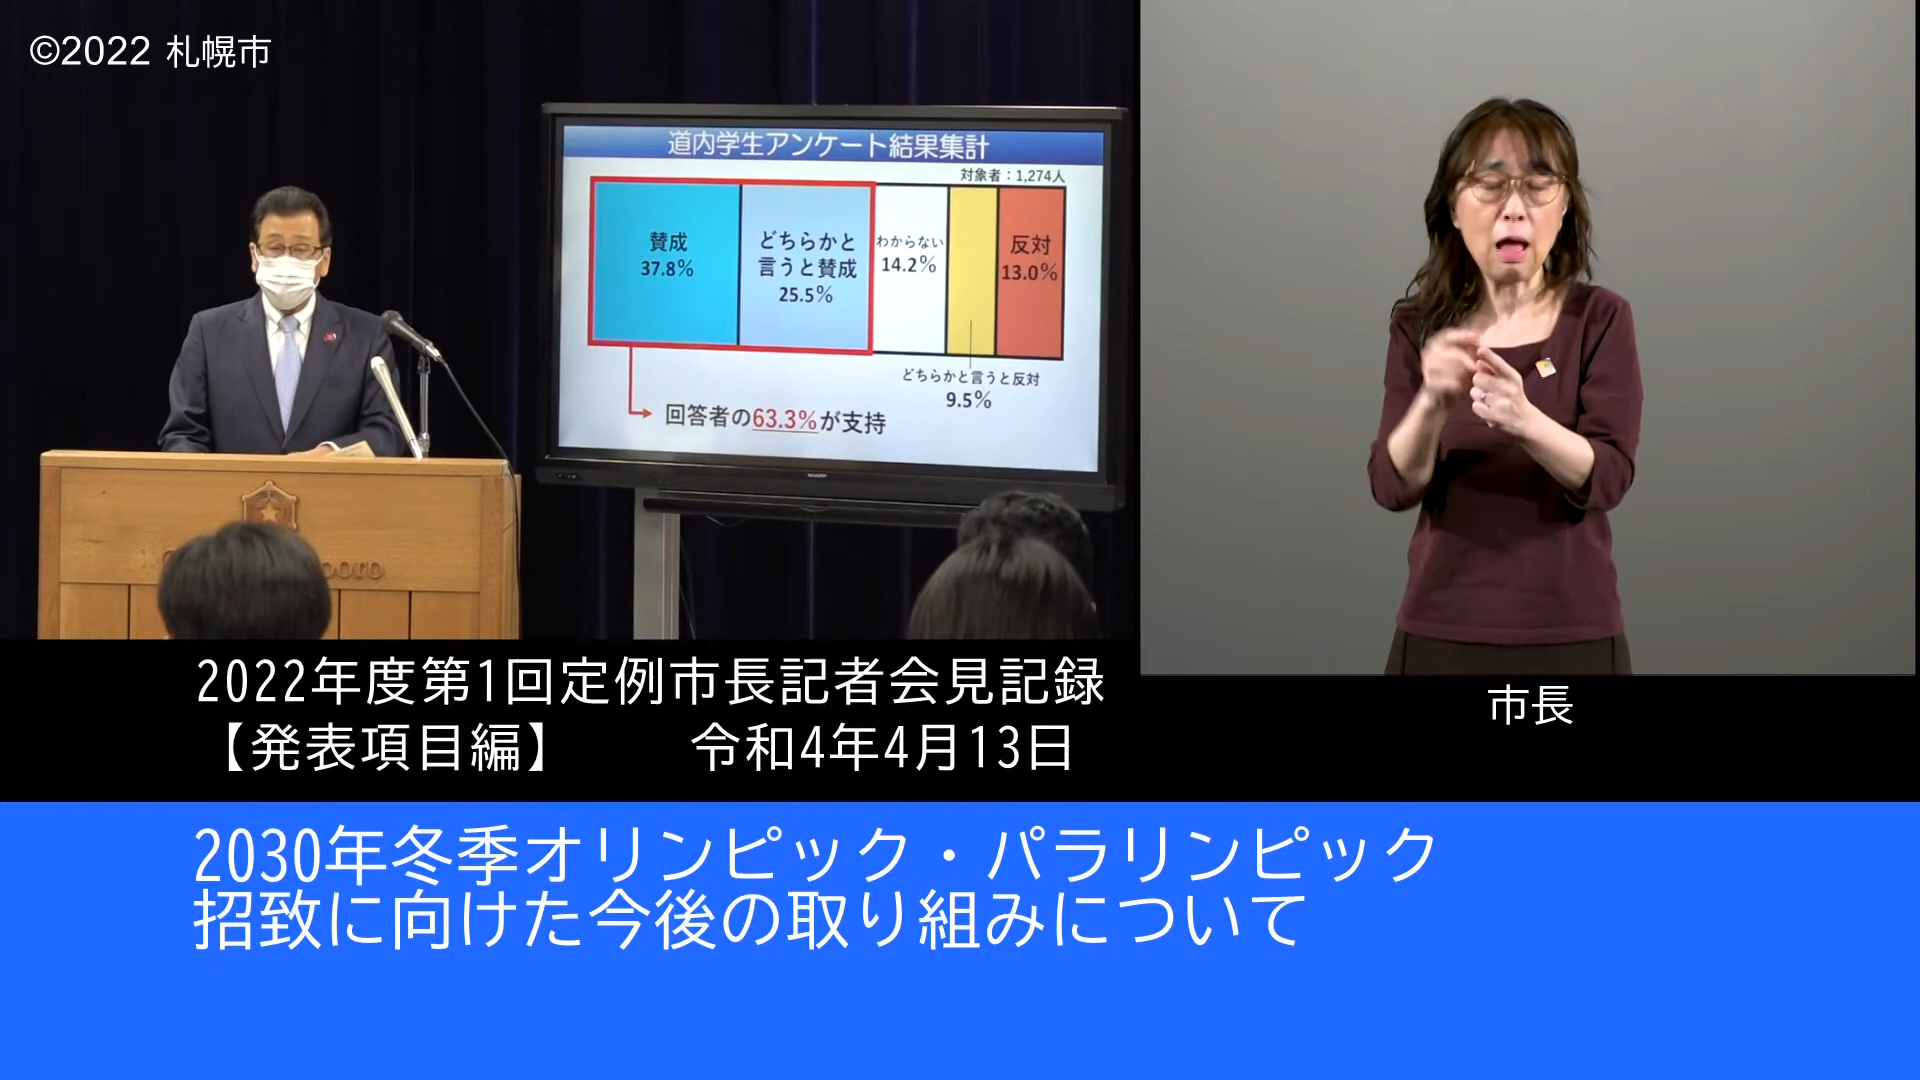 ©2022 札幌市
道内学生アンケート結果集計
対象者：1,274人
賛成
37.8%
どちらかと
言うと賛成
25.5%
わからない
14.2%
反対
13.0%
どちらかと言うと反対
9.5%
回答者の63.3%が支持
2022年度第1回定例市長記者会見記録
【発表項目編】 令和4年4月13日
市長
2030年冬季オリンピック・パラリンピック
招致に向けた今後の取り組みについて